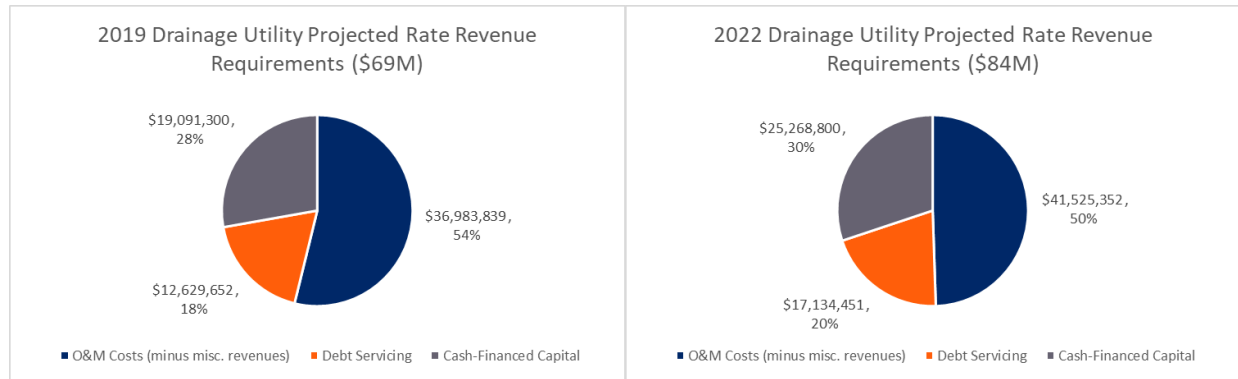 2019 Drainage Utility Projected Rate Revenue
Requirements ($69M)
$19,091,300,
28%
$36,983,839,
54%
$12,629,652,
18%
O&M Costs (minus misc. revenues) Debt Servicing Cash-Financed Capital
2022 Drainage Utility Projected Rate Revenue
Requirements ($84M)
$25,268,800,
30%
$41,525,352,
50%
$17,134,451,
20%
O&M Costs (minus misc. revenues) Debt Servicing Cash-Financed Capital